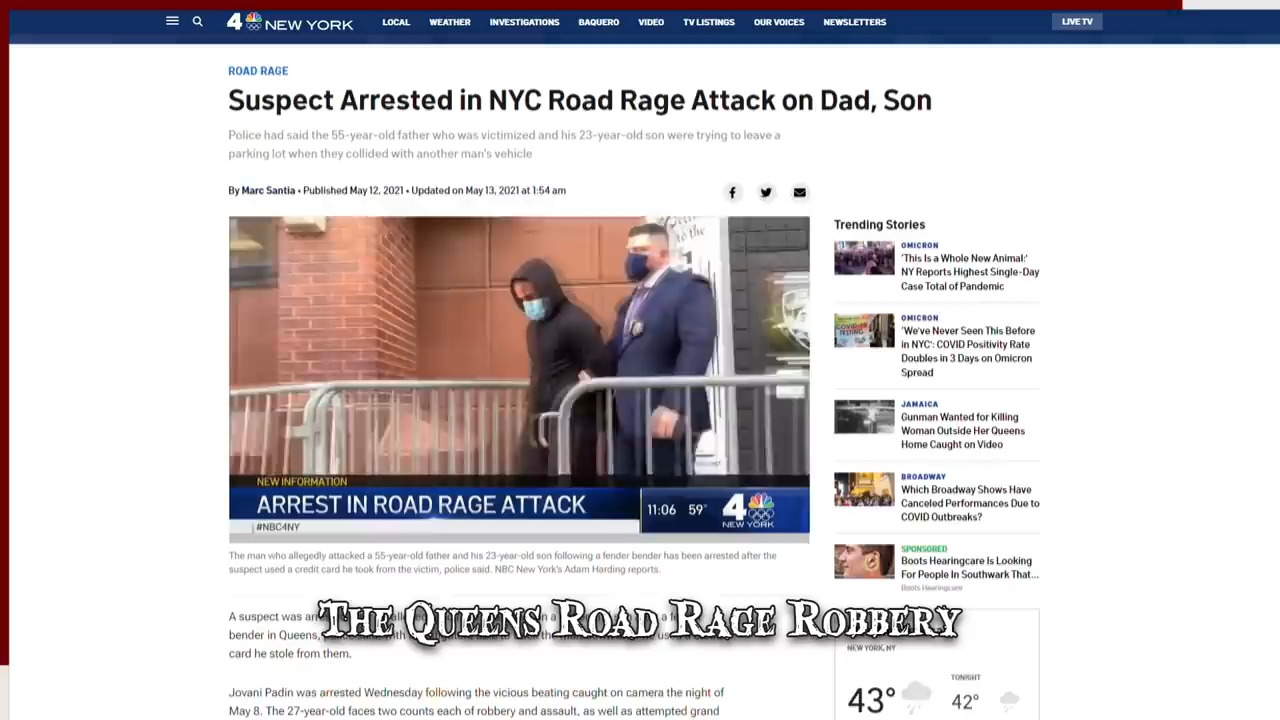 4 NEW YORK
LOCAL WEATHER INVESTIGATIONS BAQUERO VIDEO TV LISTINGS OUR VOICES NEWSLETTERS
LIVE TV
ROAD RAGE
Suspect Arrested in NYC Road Rage Attack on Dad, Son
Police had said the 55-year-old father who was victimized and his 23-year-old son were trying to leave a
parking lot when they collided with another man's vehicle
By Marc Santia • Published May 12, 2021 • Updated on May 13, 2021 at 1:54 am
to the
NEW INFORMATION
ARREST IN ROAD RAGE ATTACK
#NBC4NY
11:06 59°
4
NEW YORK
The man who allegedly attacked a 55-year-old father and his 23-year-old son following a fender bender has been arrested after the
suspect used a credit card he took from the victim, police said. NBC New York's Adam Harding reports.
A suspect was
bender in Queens,
card he stole from them.
Jovani Padin was arrested Wednesday following the vicious beating caught on camera the night of
May 8. The 27-year-old faces two counts each of robbery and assault, as well as attempted grand
The Queens Road Rage Robbery
Trending Stories
OMICRON
'This Is a Whole New Animal:'
NY Reports Highest Single-Day
Case Total of Pandemic
COVID-19
TESTING
OMICRON
'We've Never Seen This Before
in NYC': COVID Positivity Rate
Doubles in 3 Days on Omicron
Spread
JAMAICA
Gunman Wanted for Killing
Woman Outside Her Queens
Home Caught on Video
BROADWAY
Which Broadway Shows Have
Canceled Performances Due to
COVID Outbreaks?
SPONSORED
Boots Hearingcare Is Looking
For People In Southwark That...
Boots Hearingcare
NEW YORK, NY
43°
TONIGHT
42°